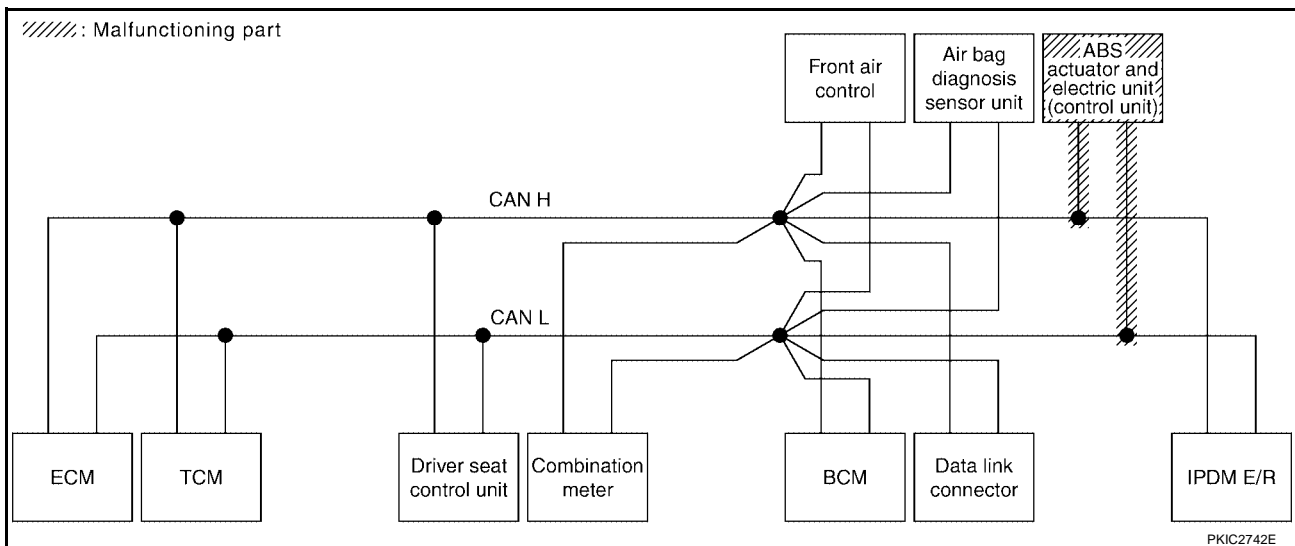 : Malfunctioning part
Front air
control
Air bag
diagnosis
sensor unit
ABS
actuator and
electric unit
(control unit)
CAN H
CAN L
ECM
TCM
Driver seat
control unit
Combination
meter
BCM
Data link
connector
IPDM E/R
PKIC2742E